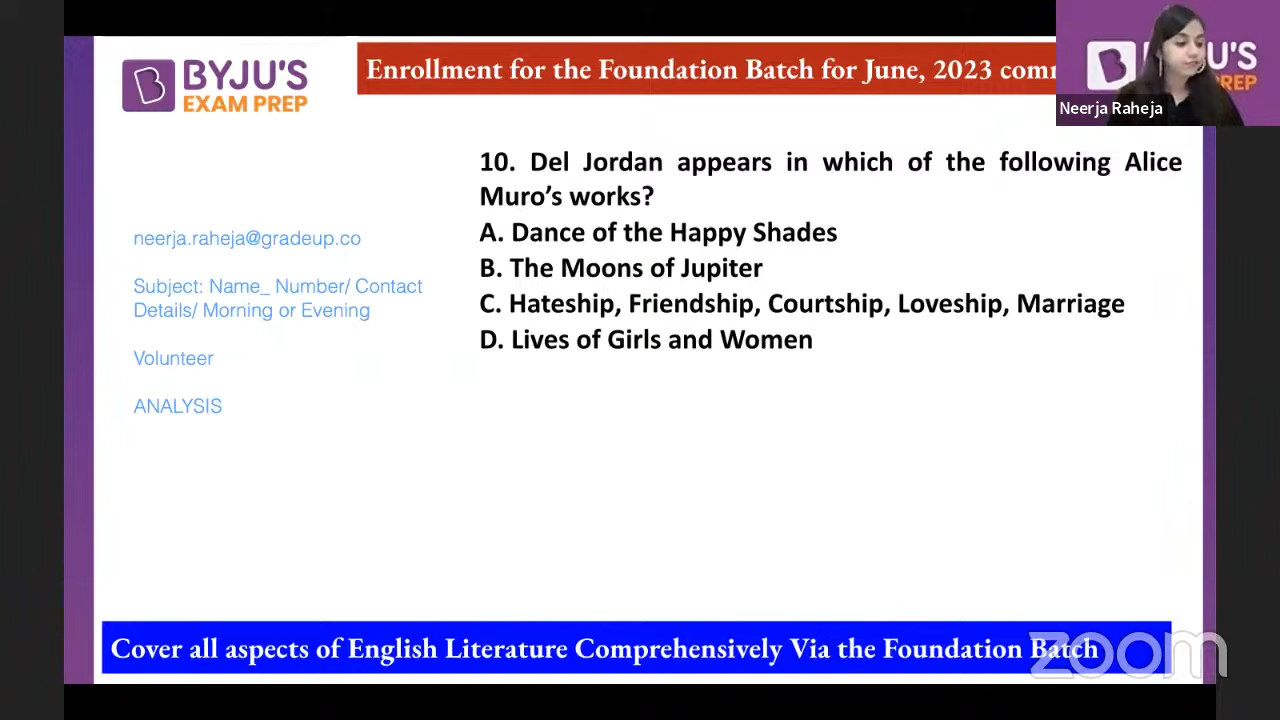 BYJU'S
EXAM PREP
Enrollment for the Foundation Batch for June, 2023
BYJU'S
Neerja Raheja
10. Del Jordan appears in which of the following Alice
Muro's works?
A. Dance of the Happy Shades
B. The Moons of Jupiter
C. Hateship, Friendship, Courtship, Loveship, Marriage
D. Lives of Girls and Women
neerja.raheja@gradeup.co
Subject: Name_ Number/ Contact
Details/ Morning or Evening
Volunteer
ANALYSIS
Cover all aspects of English Literature Comprehensively Via the Foundation Batch
zoom